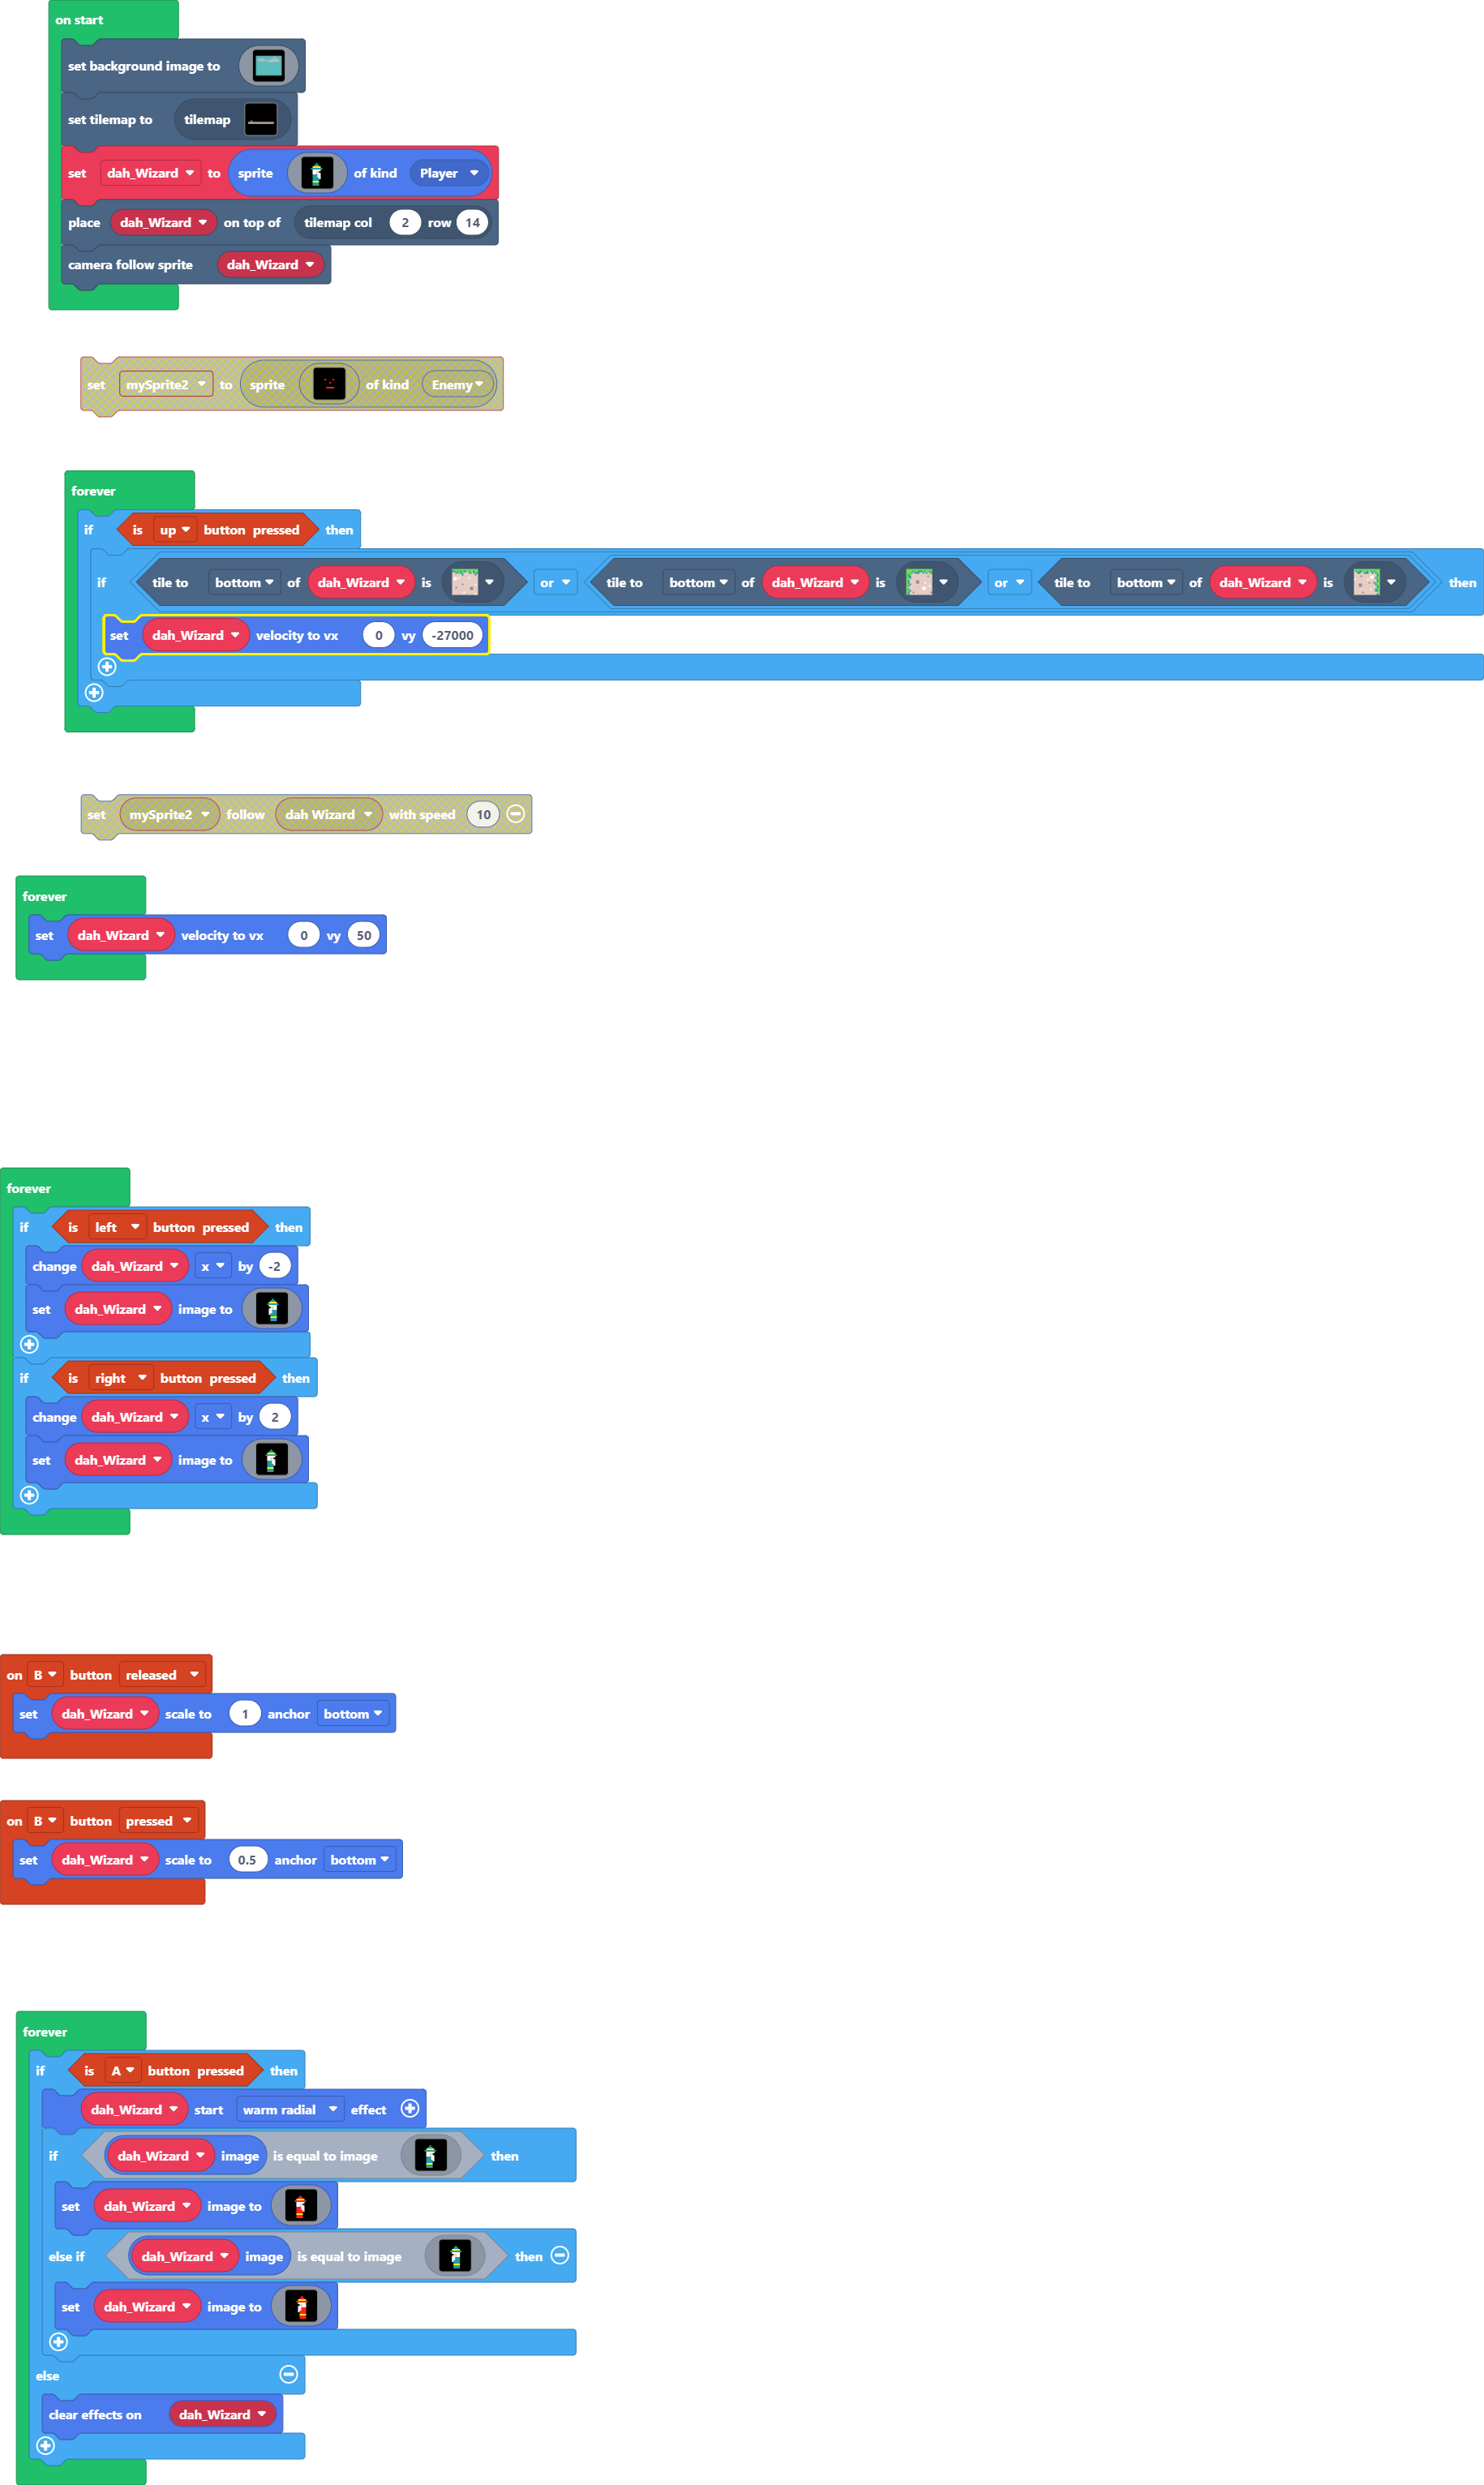 on start
set background image to
set tilemap to tilemap
set dah_Wizard to sprite of kind Player
place dah_Wizard on top of tilemap col 2 row 14
camera follow sprite dah_Wizard
set mySprite2 to sprite of kind Enemy
forever
if is up button pressed then
if tile to bottom of dah_Wizard is or tile to bottom of dah_Wizard is or tile to bottom of dah_Wizard is then
set dah_Wizard velocity to vx 0 vy -27000
set mySprite2 follow dah Wizard with speed 10
forever
set dah_Wizard velocity to vx 0 vy 50
forever
if is left button pressed then
change dah_Wizard x by -2
set dah_Wizard image to
if is right button pressed then
change dah_Wizard x by 2
set dah_Wizard image to
on B button released
set dah_Wizard scale to 1 anchor bottom
on B button pressed
set dah_Wizard scale to 0.5 anchor bottom
forever
if is A button pressed then
dah_Wizard start warm radial effect
if dah_Wizard image is equal to image then
set dah_Wizard image to
else if dah_Wizard image is equal to image then
set dah_Wizard image to
else
clear effects on dah_Wizard